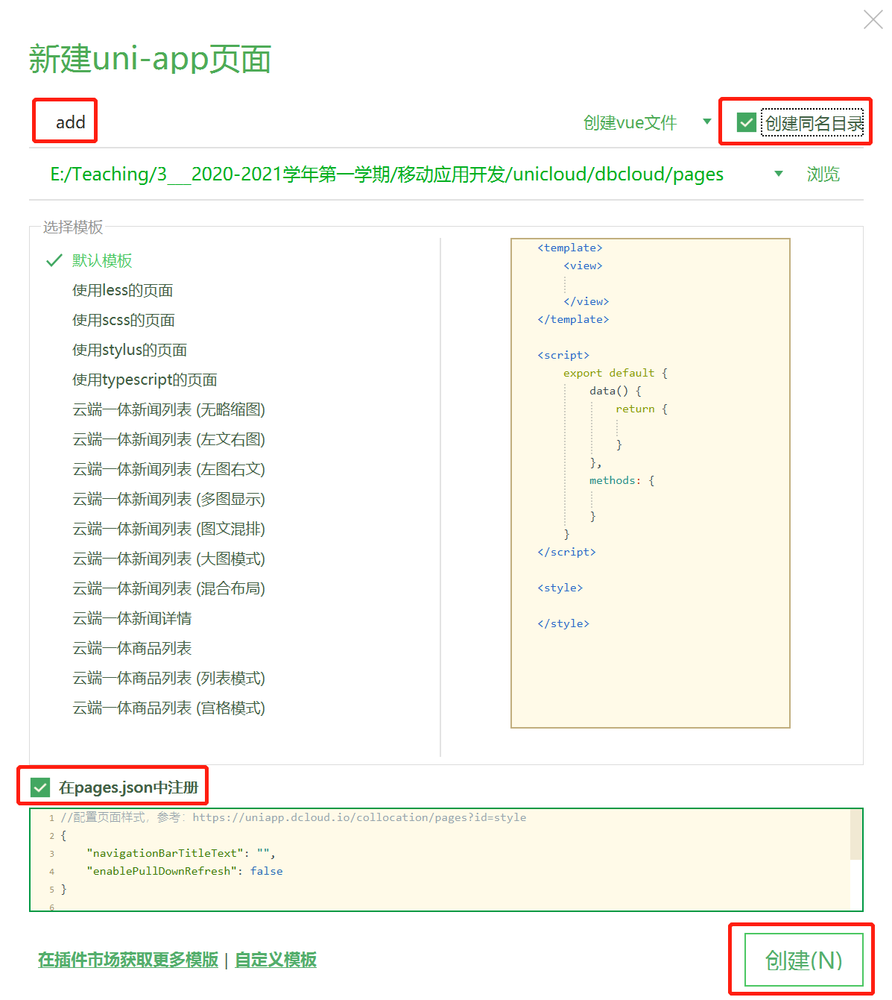 新建uni-app页面
add 创建vue文件 创建同名目录
E:/Teaching/3___2020-2021学年第一学期/移动应用开发/unicloud/dbcloud/pages 浏览
选择模板
默认模板
使用less的页面
使用scss的页面
使用stylus的页面
使用typescript的页面
云端一体新闻列表 (无略缩图)
云端一体新闻列表 (左文右图)
云端一体新闻列表 (左图右文)
云端一体新闻列表 (多图显示)
云端一体新闻列表 (图文混排)
云端一体新闻列表 (大图模式)
云端一体新闻列表 (混合布局)
云端一体新闻详情
云端一体商品列表
云端一体商品列表 (列表模式)
云端一体商品列表 (宫格模式)
<template>
<view>
</view>
</template>
<script>
export default {
data() {
return {
}
},
methods: {
}
}
</script>
<style>
</style>
在pages.json中注册
1 //配置页面样式，参考：https://uniapp.dcloud.io/collocation/pages?id=style
2 {
3 "navigationBarTitleText": "",
4 "enablePullDownRefresh": false
5 }
6
在插件市场获取更多模版 | 自定义模板
创建(N)